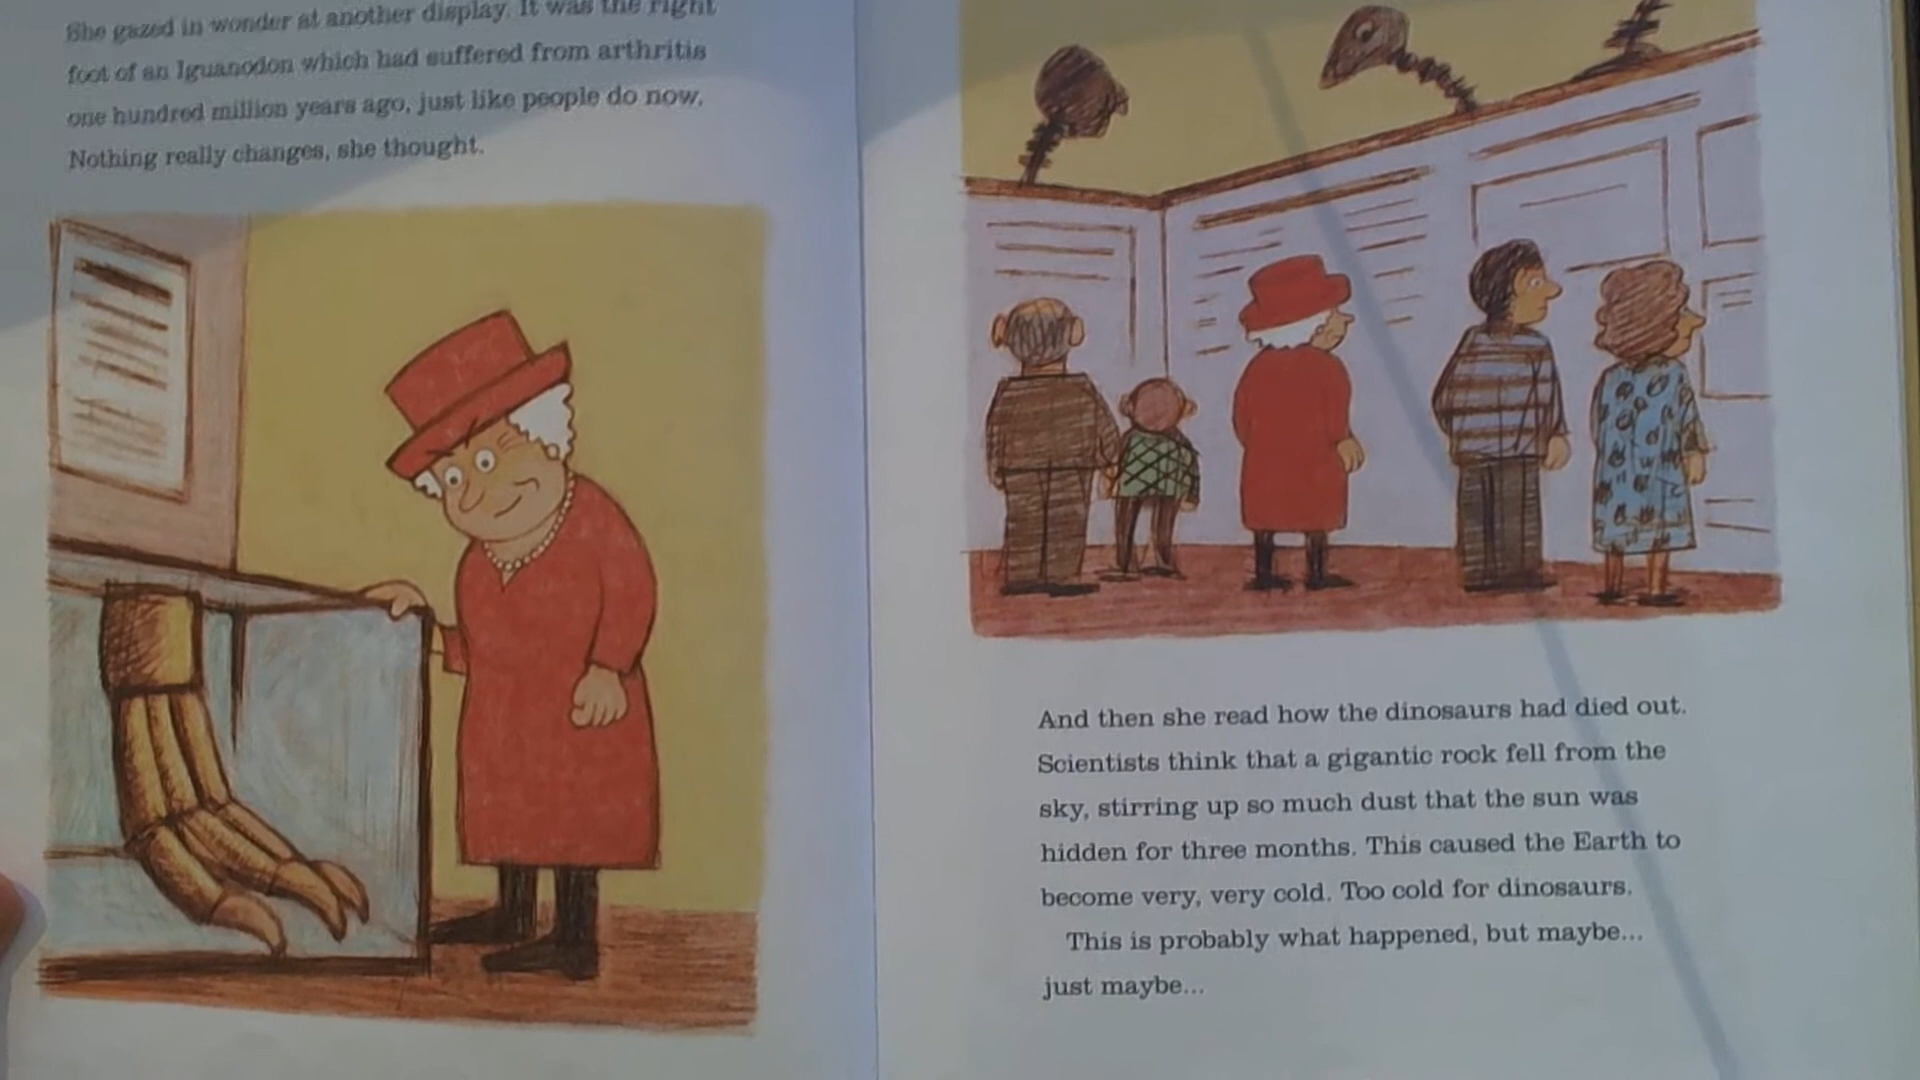 She gazed in wonder at another display. It was the right
foot of an Iguanodon which had suffered from arthritis
one hundred million years ago, just like people do now.
Nothing really changes, she thought.
And then she read how the dinosaurs had died out.
Scientists think that a gigantic rock fell from the
sky, stirring up so much dust that the sun was
hidden for three months. This caused the Earth to
become very, very cold. Too cold for dinosaurs.
This is probably what happened, but maybe...
just maybe...